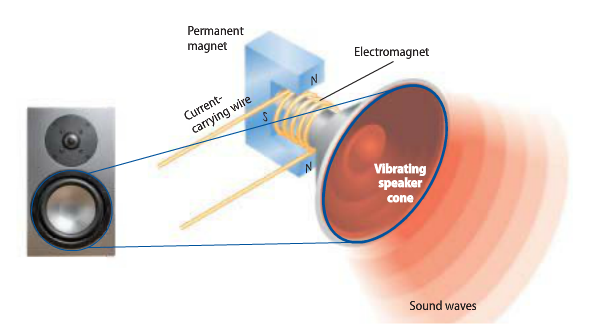 Permanent
magnet
Electromagnet
N
Current-
carrying wire
S
N
Vibrating
speaker
cone
Sound waves